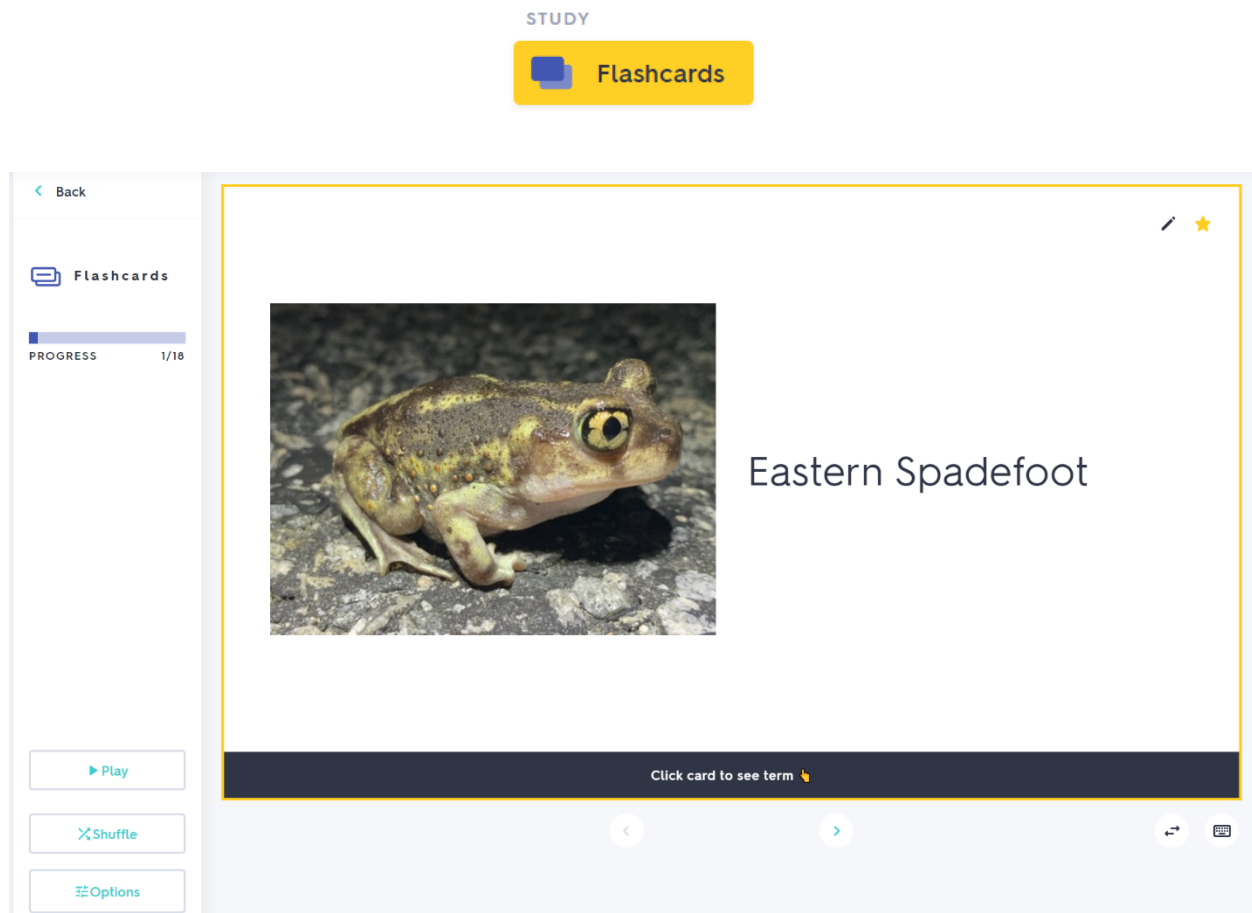 STUDY
Flashcards
Back
Flashcards
PROGRESS 1/18
Eastern Spadefoot
Play
Click card to see term
Shuffle
Options